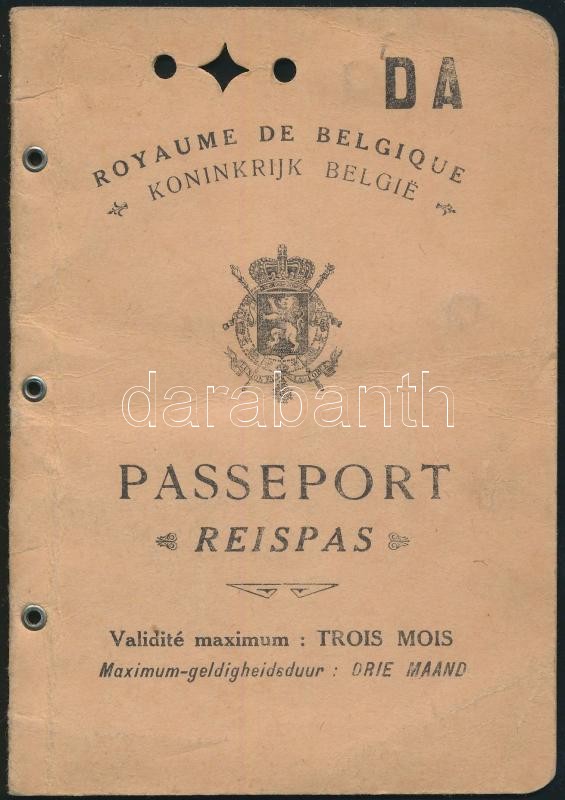 DA
ROYAUME DE BELGIQUE
KONINKRIJK BELGIË
darabanth
PASSEPORT
REISPAS
Validité maximum : TROIS MOIS
Maximum-geldigheidsduur : DRIE MAAND